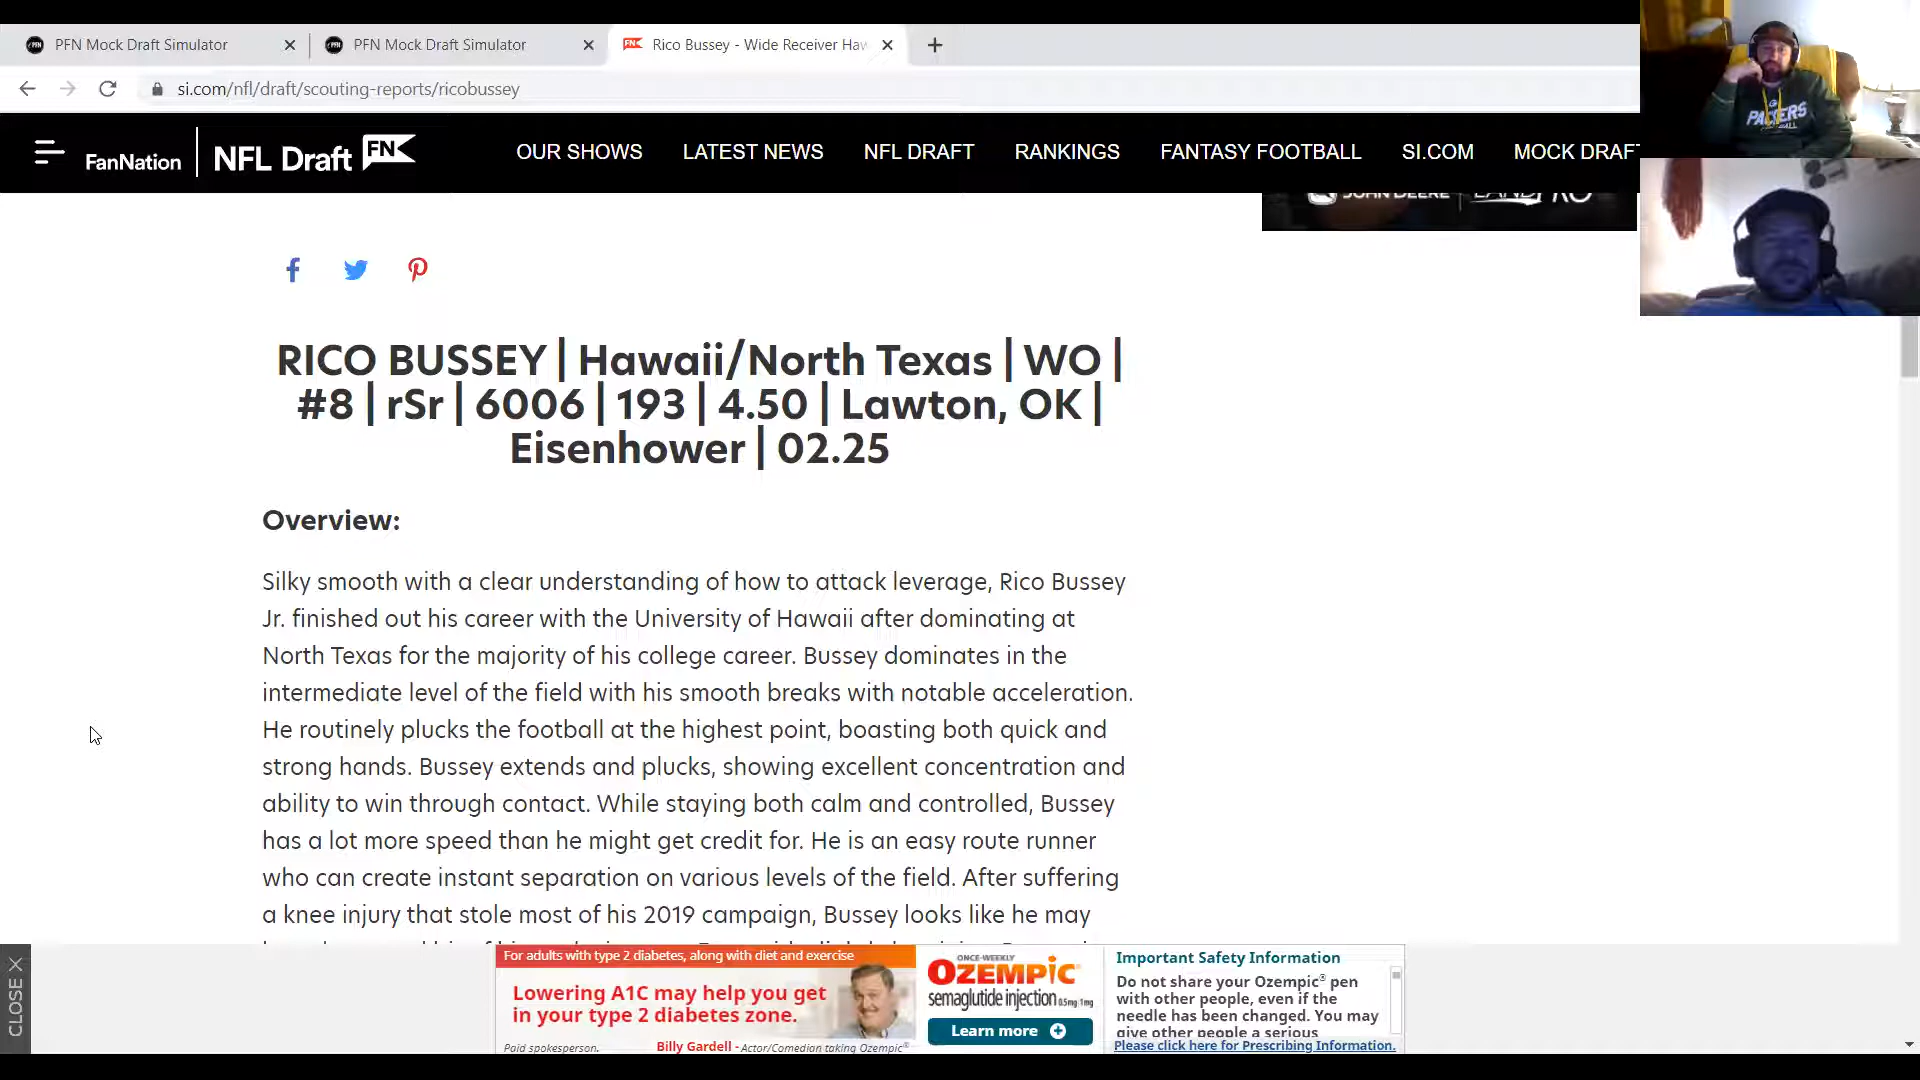 PFN Mock Draft Simulator
PFN Mock Draft Simulator
Rico Bussey - Wide Receiver Haw
si.com/nfl/draft/scouting-reports/ricobussey
FanNation
NFL Draft FN
OUR SHOWS
LATEST NEWS
NFL DRAFT
RANKINGS
FANTASY FOOTBALL
SI.COM
MOCK DRAFT
JOHN DEERE
PACKERS
RICO BUSSEY | Hawaii/North Texas | WO |
#8 | rSr | 6006 | 193 | 4.50 | Lawton, OK |
Eisenhower | 02.25
Overview:
Silky smooth with a clear understanding of how to attack leverage, Rico Bussey
Jr. finished out his career with the University of Hawaii after dominating at
North Texas for the majority of his college career. Bussey dominates in the
intermediate level of the field with his smooth breaks with notable acceleration.
He routinely plucks the football at the highest point, boasting both quick and
strong hands. Bussey extends and plucks, showing excellent concentration and
ability to win through contact. While staying both calm and controlled, Bussey
has a lot more speed than he might get credit for. He is an easy route runner
who can create instant separation on various levels of the field. After suffering
a knee injury that stole most of his 2019 campaign, Bussey looks like he may
CLOSE
For adults with type 2 diabetes, along with diet and exercise
Lowering A1C may help you get
in your type 2 diabetes zone.
Paid spokesperson.
Billy Gardell - Actor/Comedian taking Ozempic®
ONCE-WEEKLY
OZEMPIC®
semaglutide injection 0.5mg 1mg
Learn more
Important Safety Information
Do not share your Ozempic® pen
with other people, even if the
needle has been changed. You may
give other people a serious
Please click here for Prescribing Information.